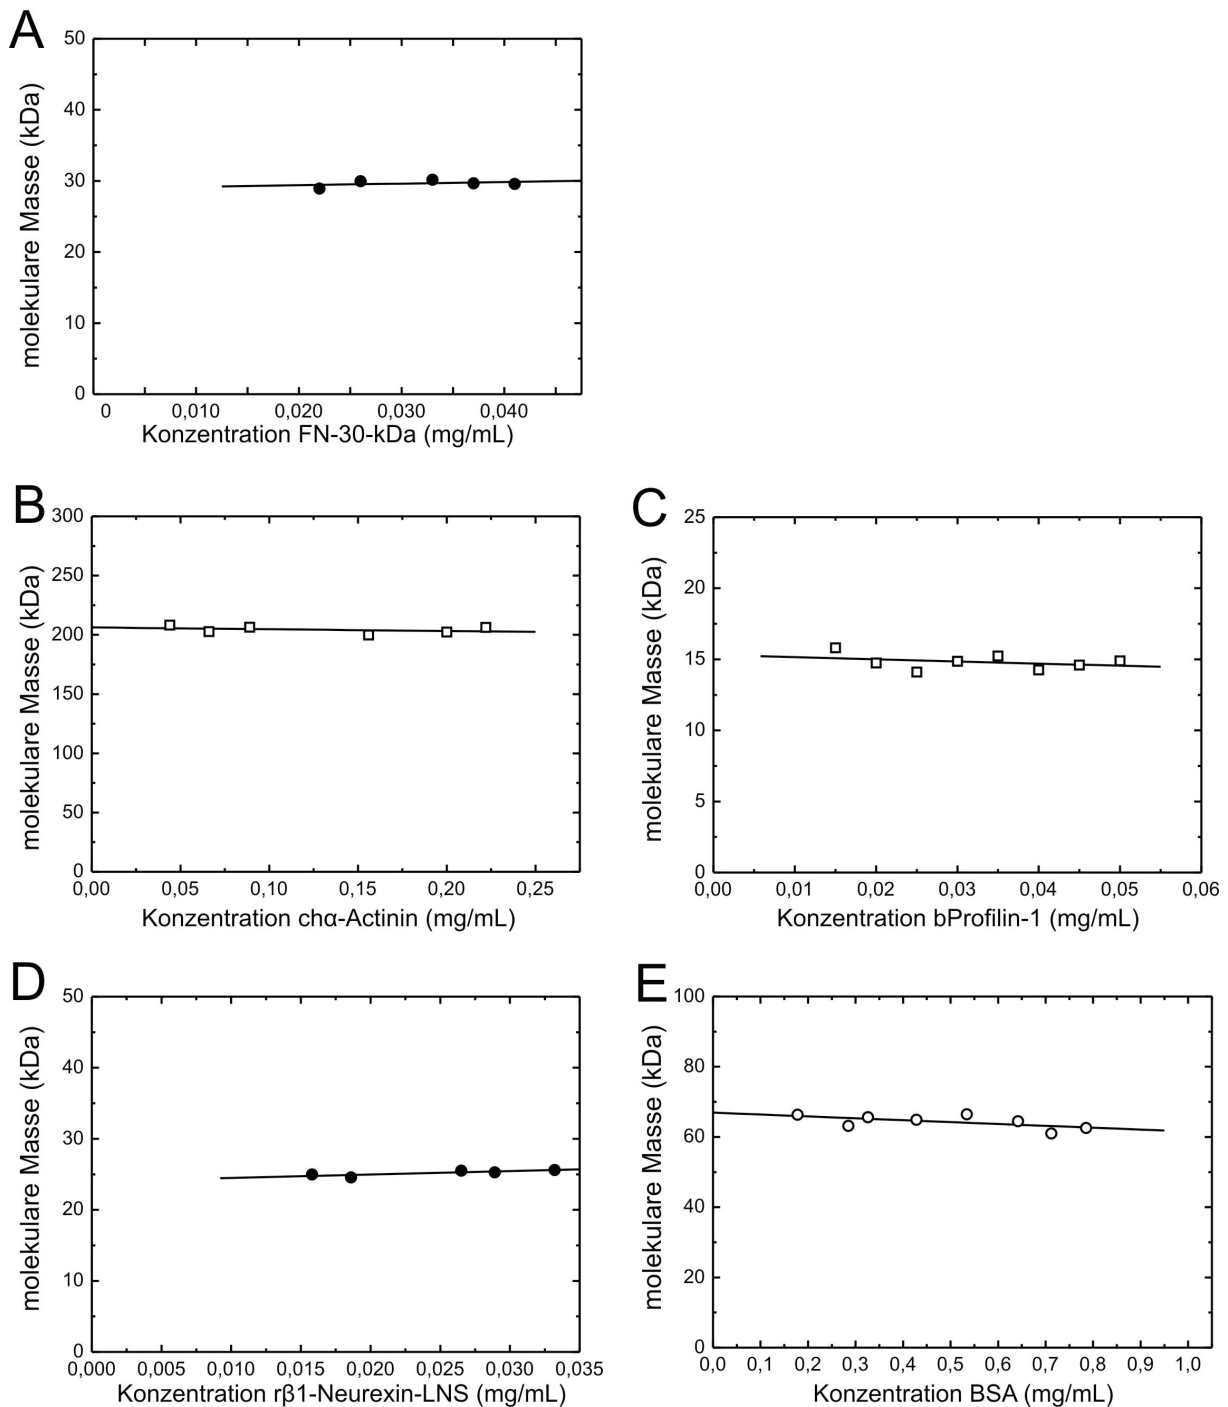 A
molekulare Masse (kDa)
50
40
30
20
10
0
0 0,010 0,020 0,030 0,040
Konzentration FN-30-kDa (mg/mL)
B
molekulare Masse (kDa)
300
250
200
150
100
50
0
0,00 0,05 0,10 0,15 0,20 0,25
Konzentration chα-Actinin (mg/mL)
C
molekulare Masse (kDa)
25
20
15
10
5
0
0,00 0,01 0,02 0,03 0,04 0,05 0,06
Konzentration bProfilin-1 (mg/mL)
D
molekulare Masse (kDa)
50
40
30
20
10
0
0,000 0,005 0,010 0,015 0,020 0,025 0,030 0,035
Konzentration rβ1-Neurexin-LNS (mg/mL)
E
molekulare Masse (kDa)
100
80
60
40
20
0
0,0 0,1 0,2 0,3 0,4 0,5 0,6 0,7 0,8 0,9 1,0
Konzentration BSA (mg/mL)